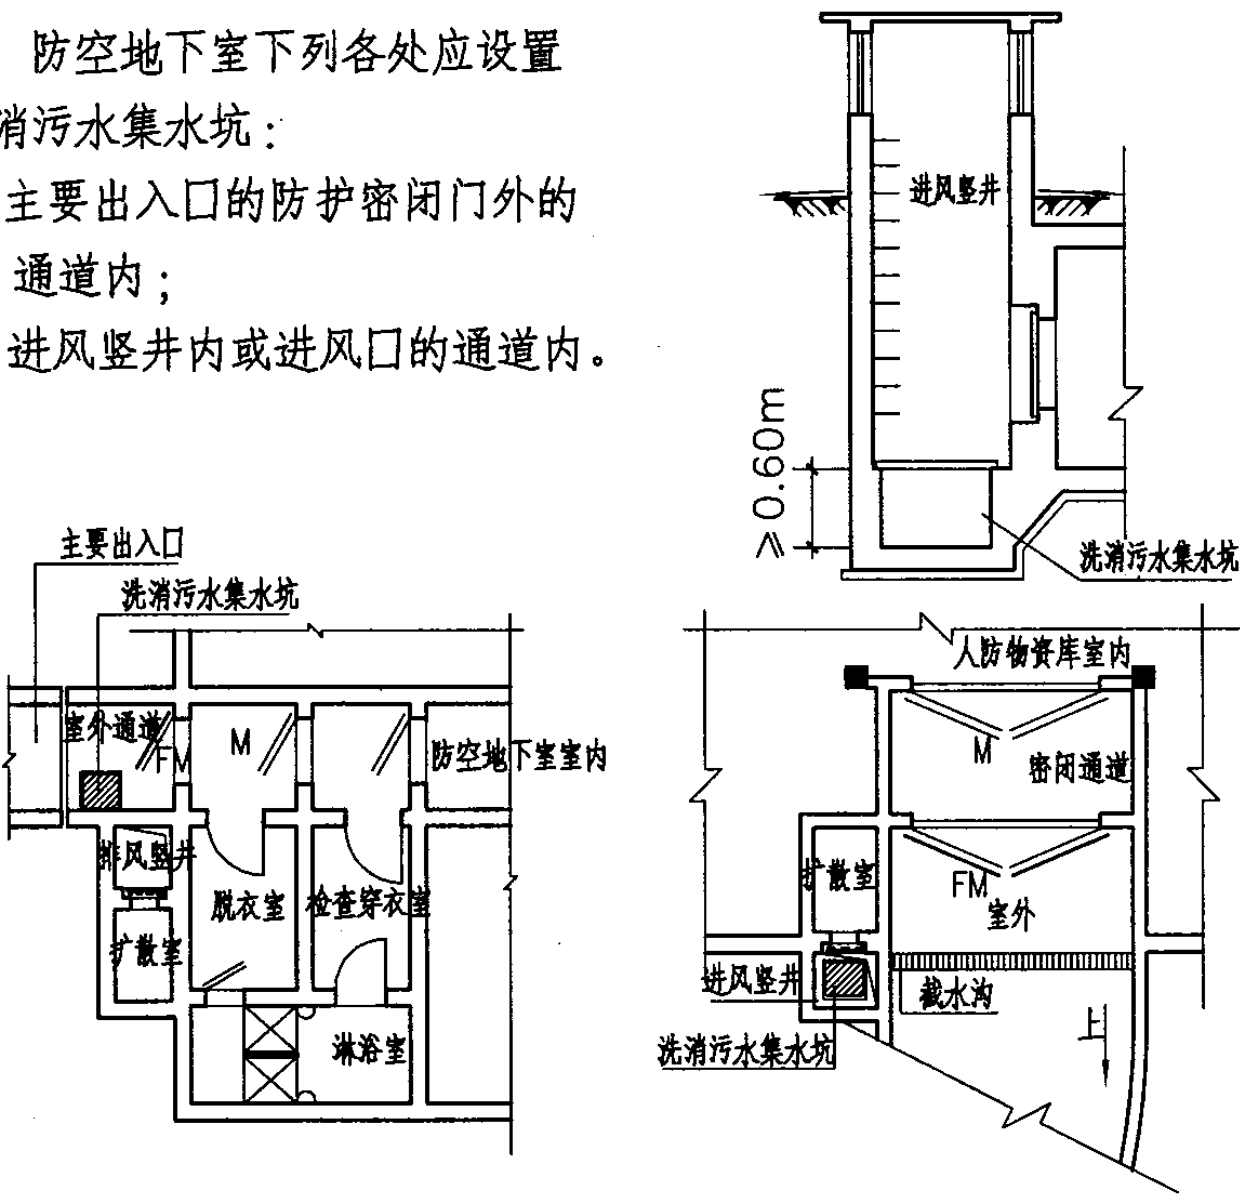 防空地下室下列各处应设置
消污水集水坑：
主要出入口的防护密闭门外的
通道内；
进风竖井内或进风口的通道内。
进风竖井
≥0.60m
洗消污水集水坑
主要出入口
洗消污水集水坑
室外通道
FM
M
防空地下室室内
排风竖井
扩散室
脱衣室
检查穿衣室
淋浴室
人防物资库室内
M
密闭通道
扩散室
FM
室外
进风竖井
截水沟
上
洗消污水集水坑